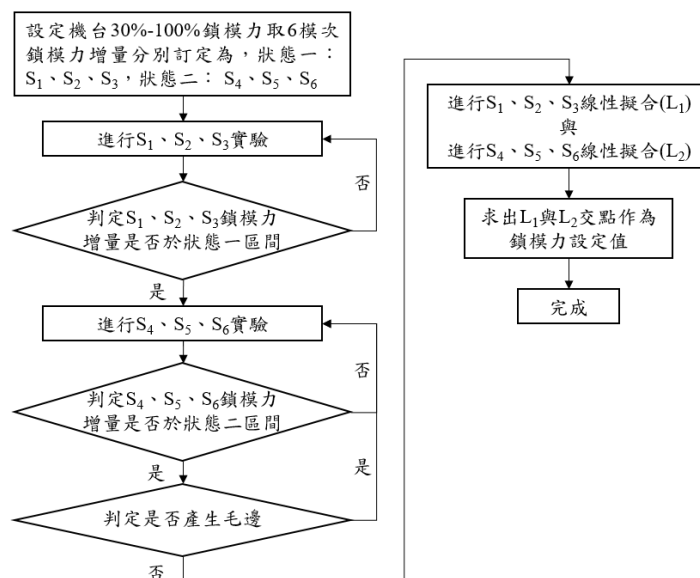 設定機台30%-100%鎖模力取6模次
鎖模力增量分別訂定為，狀態一：
S₁、S₂、S₃，狀態二： S₄、S₅、S₆
進行S₁、S₂、S₃實驗
否
判定S₁、S₂、S₃鎖模力
增量是否於狀態一區間
是
進行S₄、S₅、S₆實驗
否
判定S₄、S₅、S₆鎖模力
增量是否於狀態二區間
是
是
判定是否產生毛邊
否
進行S₁、S₂、S₃線性擬合(L₁)
與
進行S₄、S₅、S₆線性擬合(L₂)
求出L₁與L₂交點作為
鎖模力設定值
完成